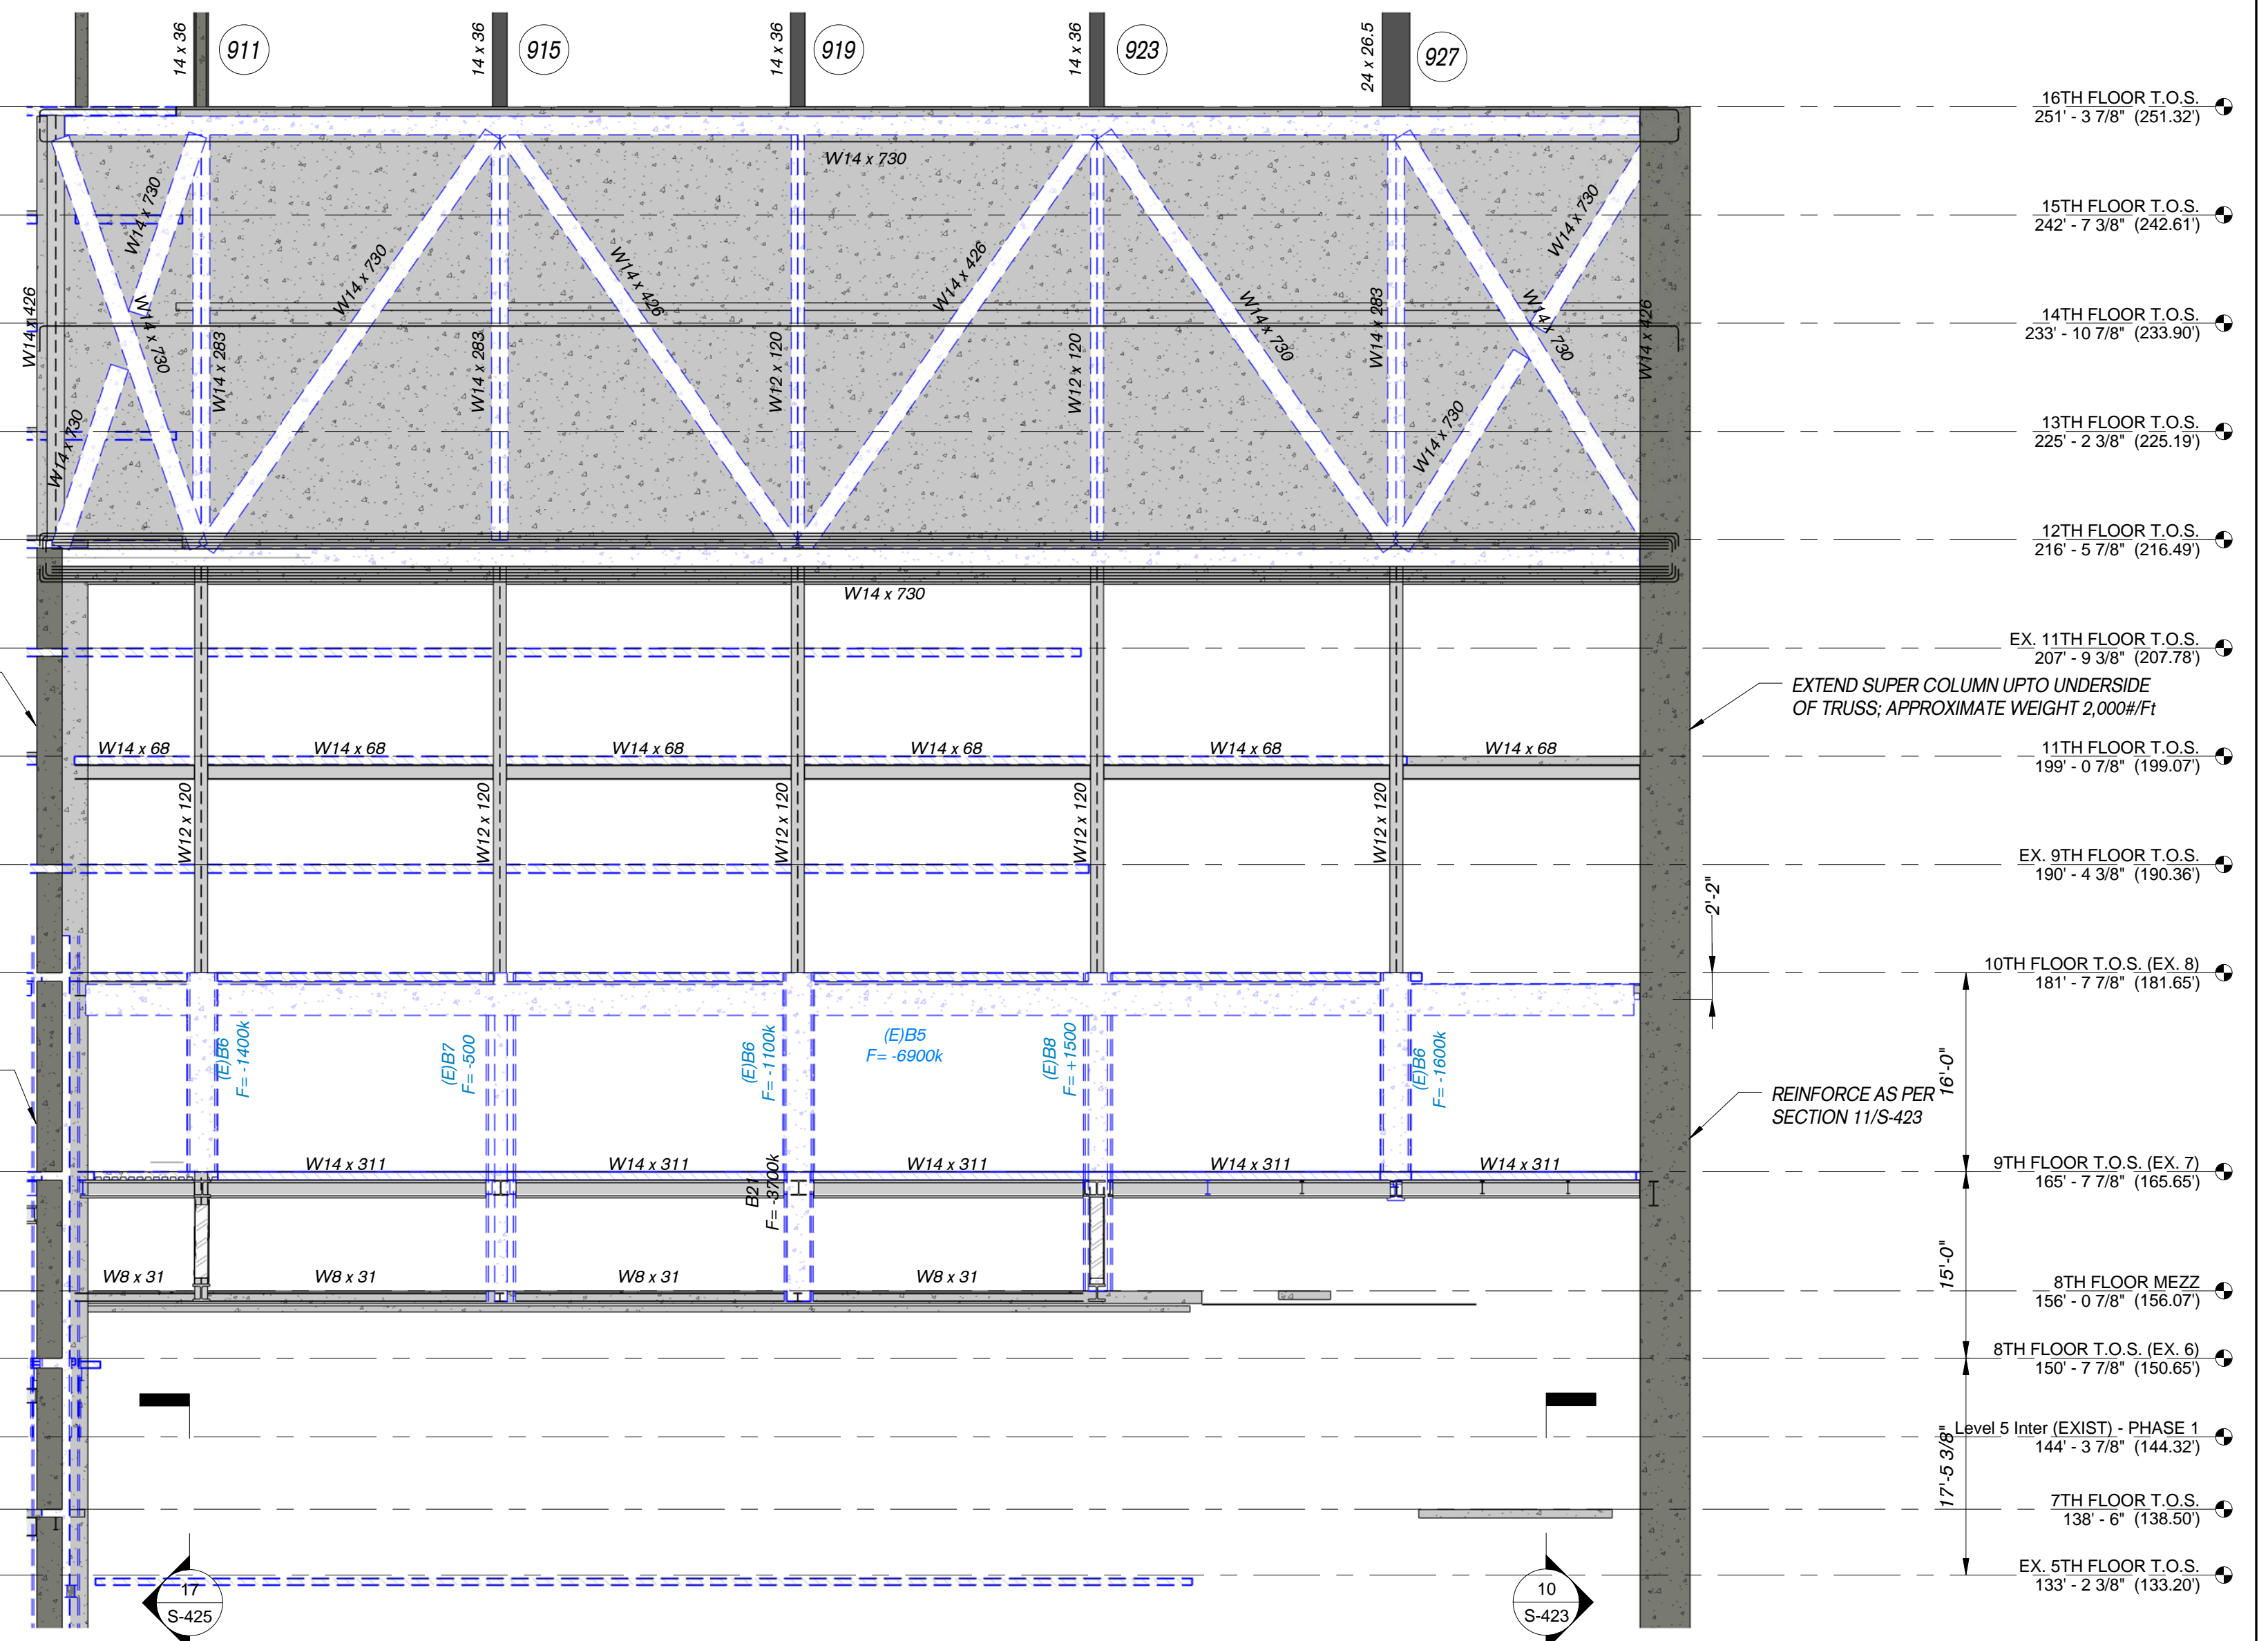 14 x 36
911
14 x 36
915
14 x 36
919
14 x 36
923
24 x 26.5
927
16TH FLOOR T.O.S.
251' - 3 7/8" (251.32')
W14 x 730
15TH FLOOR T.O.S.
242' - 7 3/8" (242.61')
W14 x 730
W14 x 730
W14 x 730
W14 x 426
W14 x 426
W14 x 730
W14 x 730
W14 x 426
W14 x 730
W14 x 283
W14 x 283
W12 x 120
W12 x 120
W14 x 283
W14 x 730
W14 x 426
14TH FLOOR T.O.S.
233' - 10 7/8" (233.90')
W14 x 730
W14 x 730
13TH FLOOR T.O.S.
225' - 2 3/8" (225.19')
12TH FLOOR T.O.S.
216' - 5 7/8" (216.49')
W14 x 730
EX. 11TH FLOOR T.O.S.
207' - 9 3/8" (207.78')
EXTEND SUPER COLUMN UPTO UNDERSIDE
OF TRUSS; APPROXIMATE WEIGHT 2,000#/Ft
W14 x 68
W14 x 68
W14 x 68
W14 x 68
W14 x 68
W14 x 68
11TH FLOOR T.O.S.
199' - 0 7/8" (199.07')
W12 x 120
W12 x 120
W12 x 120
W12 x 120
W12 x 120
EX. 9TH FLOOR T.O.S.
190' - 4 3/8" (190.36')
2'-2"
10TH FLOOR T.O.S. (EX. 8)
181' - 7 7/8" (181.65')
(E)B6
F= -1400k
(E)B7
F= -500
(E)B6
F= -1100k
(E)B5
F= -6900k
(E)B8
F= +1500
(E)B6
F= -1600k
16'-0"
REINFORCE AS PER
SECTION 11/S-423
W14 x 311
W14 x 311
W14 x 311
W14 x 311
W14 x 311
9TH FLOOR T.O.S. (EX. 7)
165' - 7 7/8" (165.65')
B21
F= -3700k
15'-0"
W8 x 31
W8 x 31
W8 x 31
W8 x 31
8TH FLOOR MEZZ
156' - 0 7/8" (156.07')
8TH FLOOR T.O.S. (EX. 6)
150' - 7 7/8" (150.65')
17'-5 3/8"
Level 5 Inter (EXIST) - PHASE 1
144' - 3 7/8" (144.32')
7TH FLOOR T.O.S.
138' - 6" (138.50')
EX. 5TH FLOOR T.O.S.
133' - 2 3/8" (133.20')
17
S-425
10
S-423